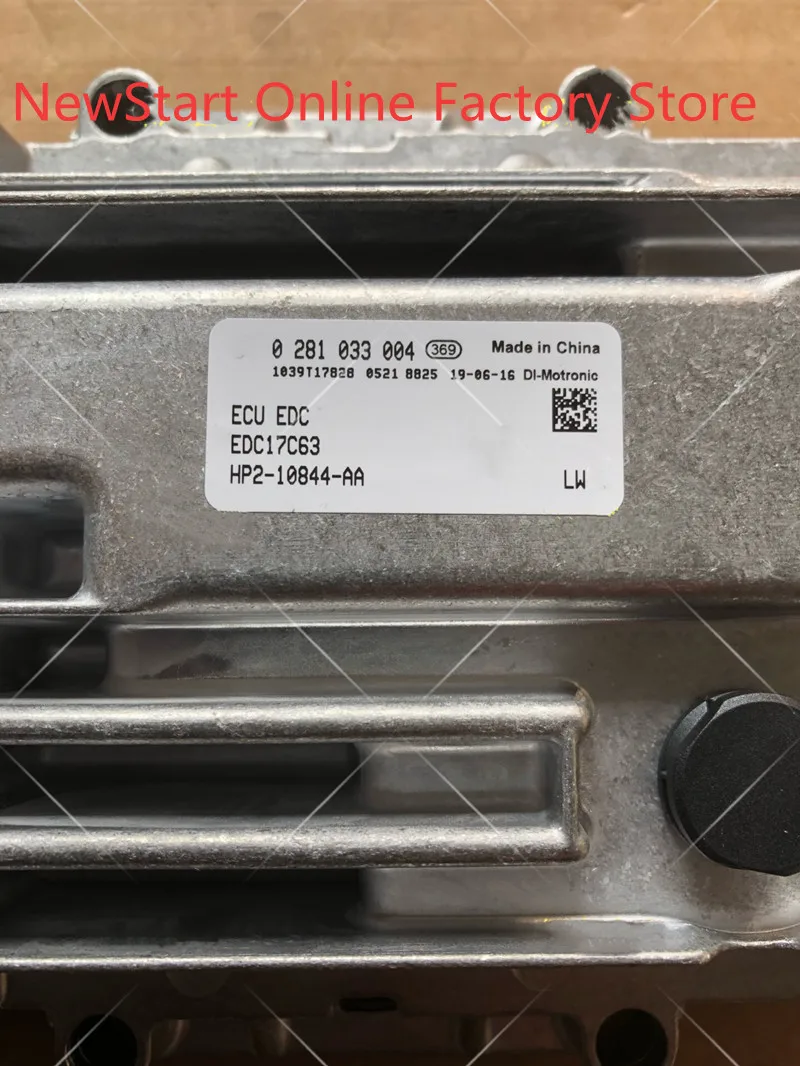 NewStart Online Factory Store
0 281 033 004 369 Made in China
1039T17828 0521 8825 19-06-16 DI-Motronic
ECU EDC
EDC17C63
HP2-10844-AA LW